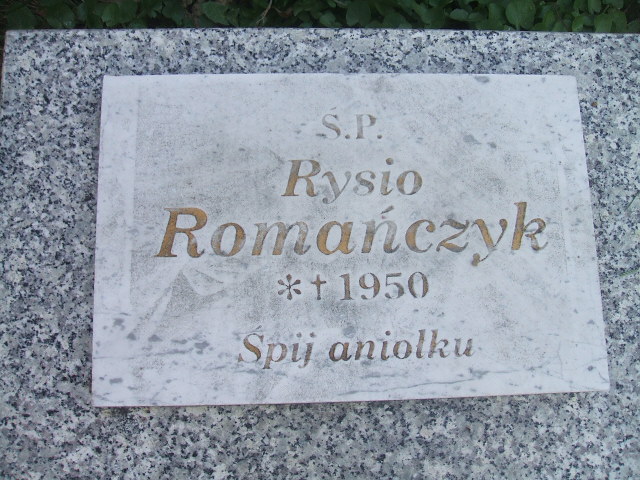 Ś.P.
Rysio
Romańczyk
* † 1950
Śpij aniołku